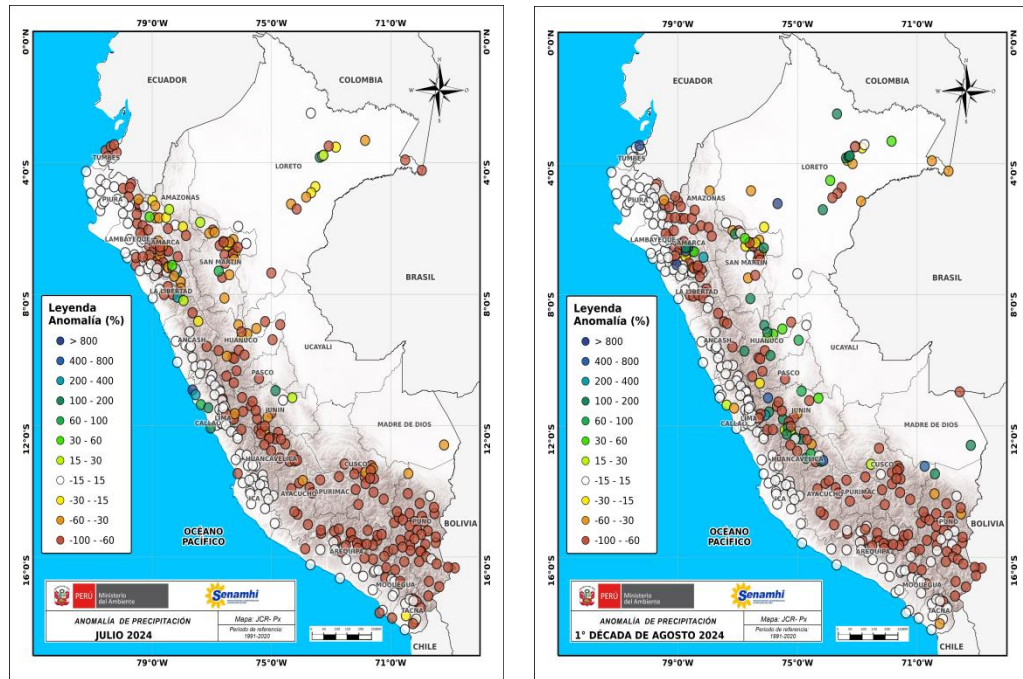 79°0'W
75°0'W
71°0'W
0°0'N
4°0'S
8°0'S
12°0'S
16°0'S
ECUADOR
COLOMBIA
BRASIL
BOLIVIA
CHILE
OCÉANO
PACÍFICO
TUMBES
PIURA
LAMBAYEQUE
AMAZONAS
LORETO
SAN MARTIN
LA LIBERTAD
ANCASH
HUANUCO
UCAYALI
PASCO
JUNIN
LIMA
CALLAO
HUANCAVELICA
MADRE DE DIOS
CUSCO
ICA
AYACUCHO
APURIMAC
PUNO
AREQUIPA
MOQUEGUA
TACNA
Leyenda
Anomalía (%)
> 800
400 - 800
200 - 400
100 - 200
60 - 100
30 - 60
15 - 30
-15 - 15
-30 - -15
-60 - -30
-100 - -60
PERÚ
Ministerio
del Ambiente
Senamhi
ANOMALÍA DE PRECIPITACIÓN
JULIO 2024
Mapa: JCR- Px
Periodo de referencia:
1991-2020
79°0'W
75°0'W
71°0'W
0°0'N
4°0'S
8°0'S
12°0'S
16°0'S
ECUADOR
COLOMBIA
BRASIL
BOLIVIA
CHILE
OCÉANO
PACÍFICO
TUMBES
PIURA
LAMBAYEQUE
AMAZONAS
LORETO
SAN MARTIN
LA LIBERTAD
ANCASH
HUANUCO
UCAYALI
PASCO
JUNIN
LIMA
CALLAO
HUANCAVELICA
MADRE DE DIOS
CUSCO
ICA
AYACUCHO
APURIMAC
PUNO
AREQUIPA
MOQUEGUA
TACNA
Leyenda
Anomalía (%)
> 800
400 - 800
200 - 400
100 - 200
60 - 100
30 - 60
15 - 30
-15 - 15
-30 - -15
-60 - -30
-100 - -60
PERÚ
Ministerio
del Ambiente
Senamhi
ANOMALÍA DE PRECIPITACIÓN
1° DÉCADA DE AGOSTO 2024
Mapa: JCR- Px
Periodo de referencia:
1991-2020
79°0'W
75°0'W
71°0'W